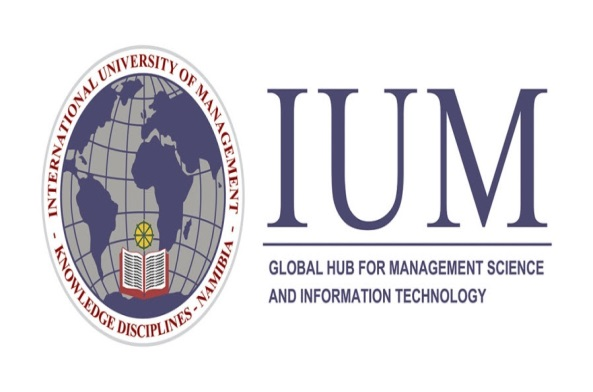 INTERNATIONAL UNIVERSITY OF MANAGEMENT
- KNOWLEDGE DISCIPLINES - NAMIBIA -
IUM
GLOBAL HUB FOR MANAGEMENT SCIENCE
AND INFORMATION TECHNOLOGY